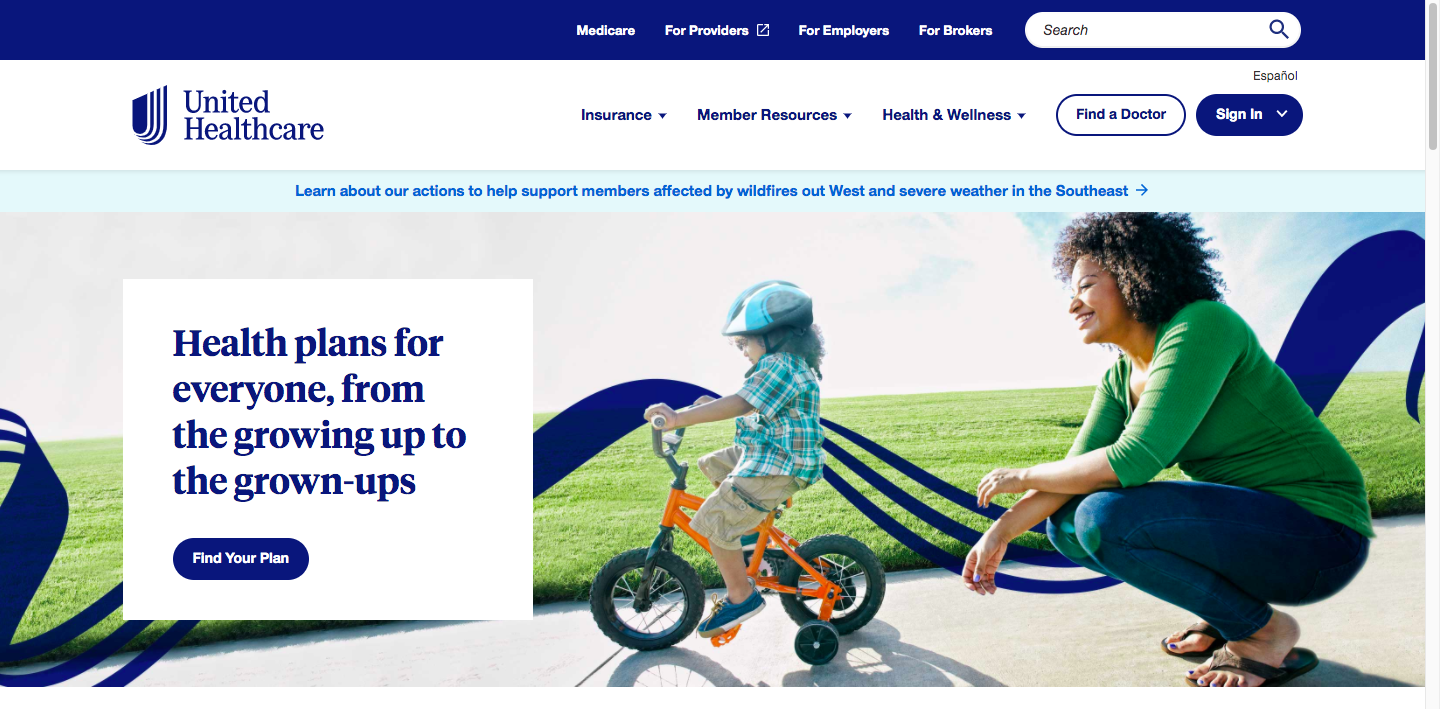 Medicare
For Providers
For Employers
For Brokers
Search
Español
United
Healthcare
Insurance
Member Resources
Health & Wellness
Find a Doctor
Sign In
Learn about our actions to help support members affected by wildfires out West and severe weather in the Southeast
Health plans for
everyone, from
the growing up to
the grown-ups
Find Your Plan